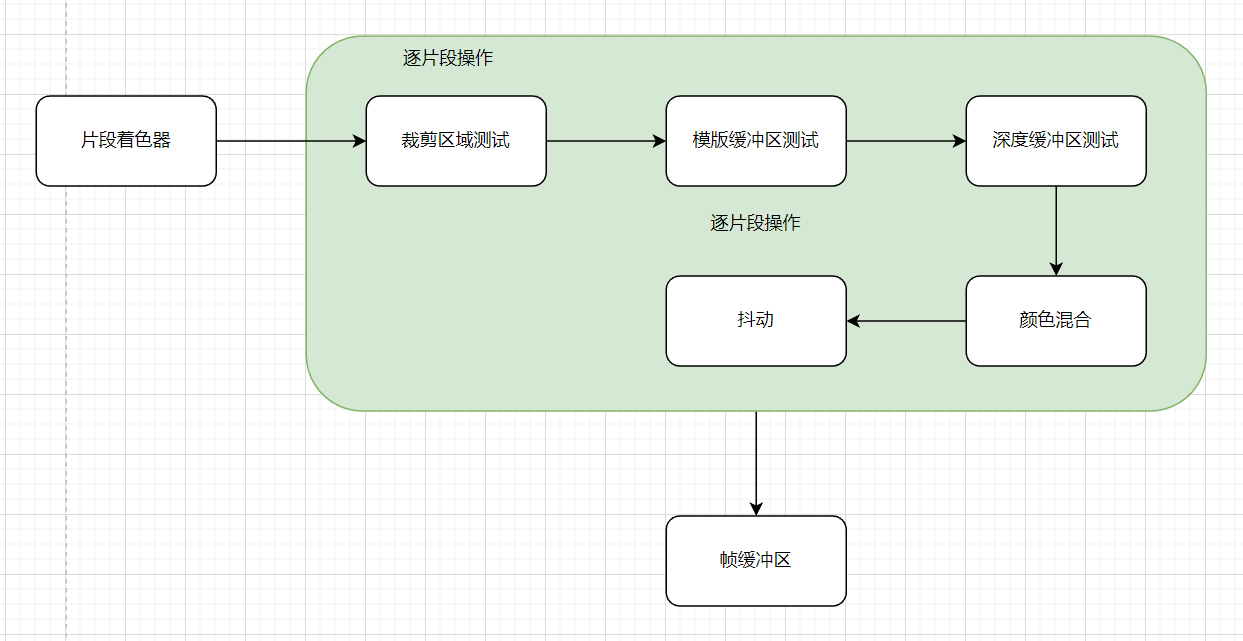 逐片段操作
片段着色器
裁剪区域测试
模版缓冲区测试
深度缓冲区测试
逐片段操作
抖动
颜色混合
帧缓冲区